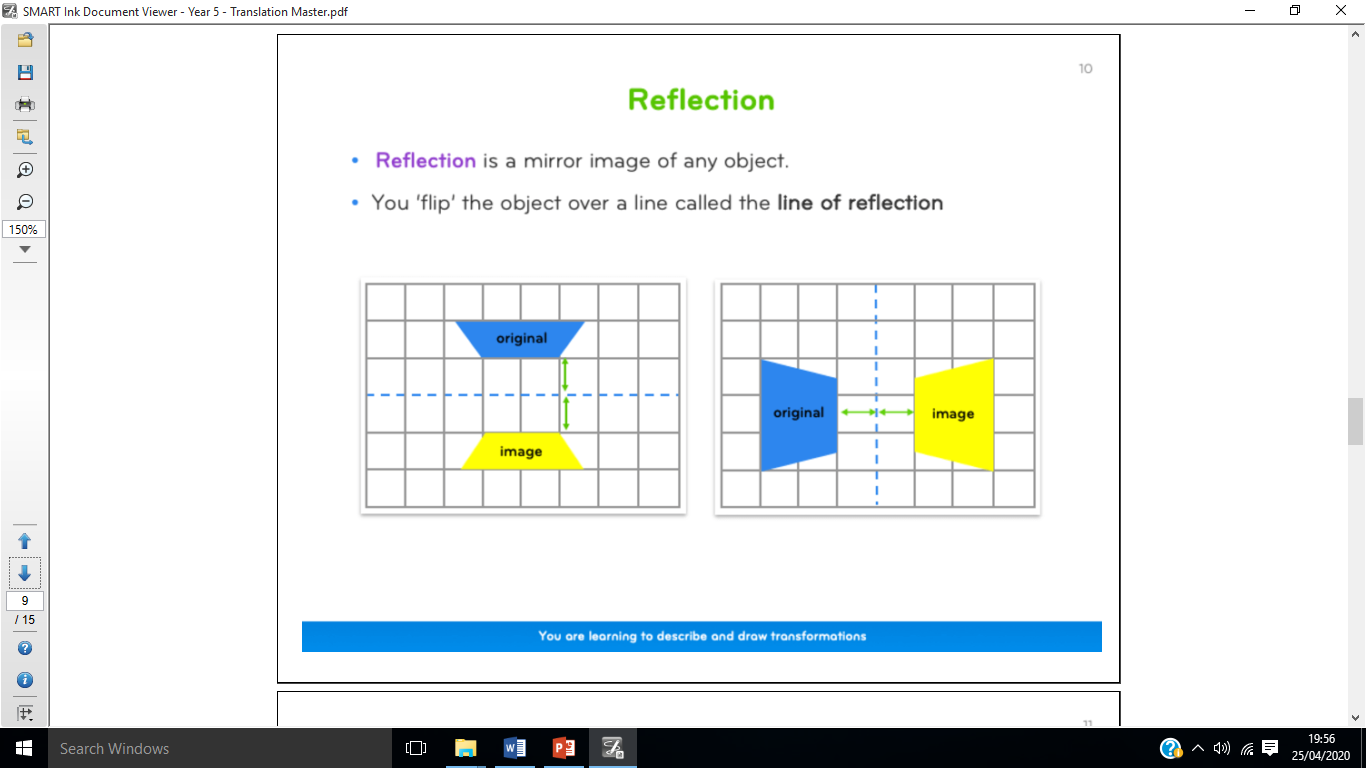 SMART Ink Document Viewer - Year 5 - Translation Master.pdf
10
Reflection
• Reflection is a mirror image of any object.
• You 'flip' the object over a line called the line of reflection
original
image
original
image
You are learning to describe and draw transformations
150%
9
/ 15
11
Search Windows
19:56
25/04/2020